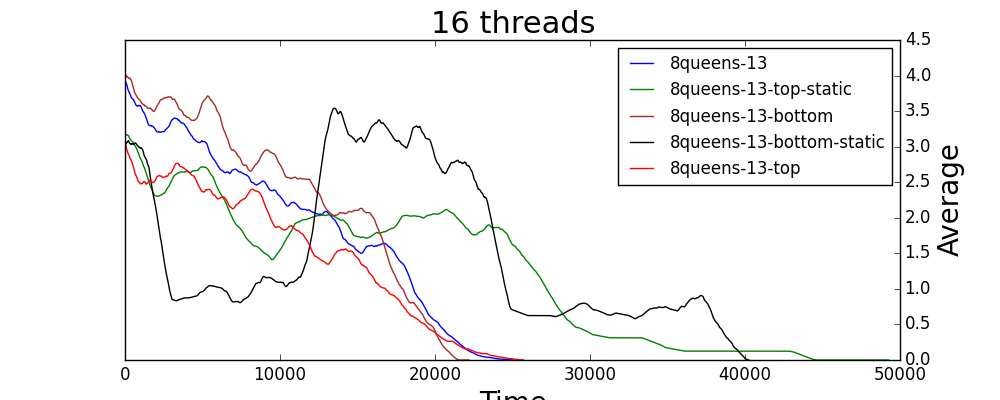 16 threads
8queens-13
8queens-13-top-static
8queens-13-bottom
8queens-13-bottom-static
8queens-13-top
4.5
4.0
3.5
3.0
2.5
2.0
1.5
1.0
0.5
0.0
Average
0 10000 20000 30000 40000 50000
Time